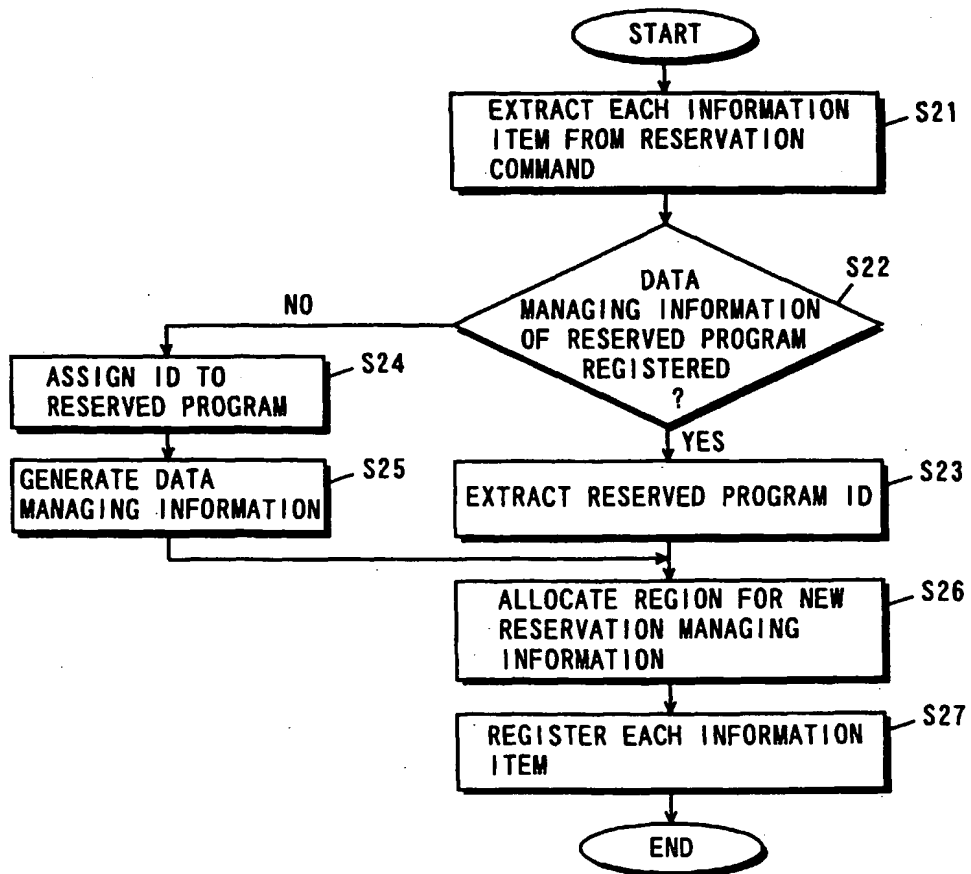 START
EXTRACT EACH INFORMATION
ITEM FROM RESERVATION
COMMAND
S21
DATA
MANAGING INFORMATION
OF RESERVED PROGRAM
REGISTERED
?
S22
NO
YES
ASSIGN ID TO
RESERVED PROGRAM
S24
GENERATE DATA
MANAGING INFORMATION
S25
EXTRACT RESERVED PROGRAM ID
S23
ALLOCATE REGION FOR NEW
RESERVATION MANAGING
INFORMATION
S26
REGISTER EACH INFORMATION
ITEM
S27
END